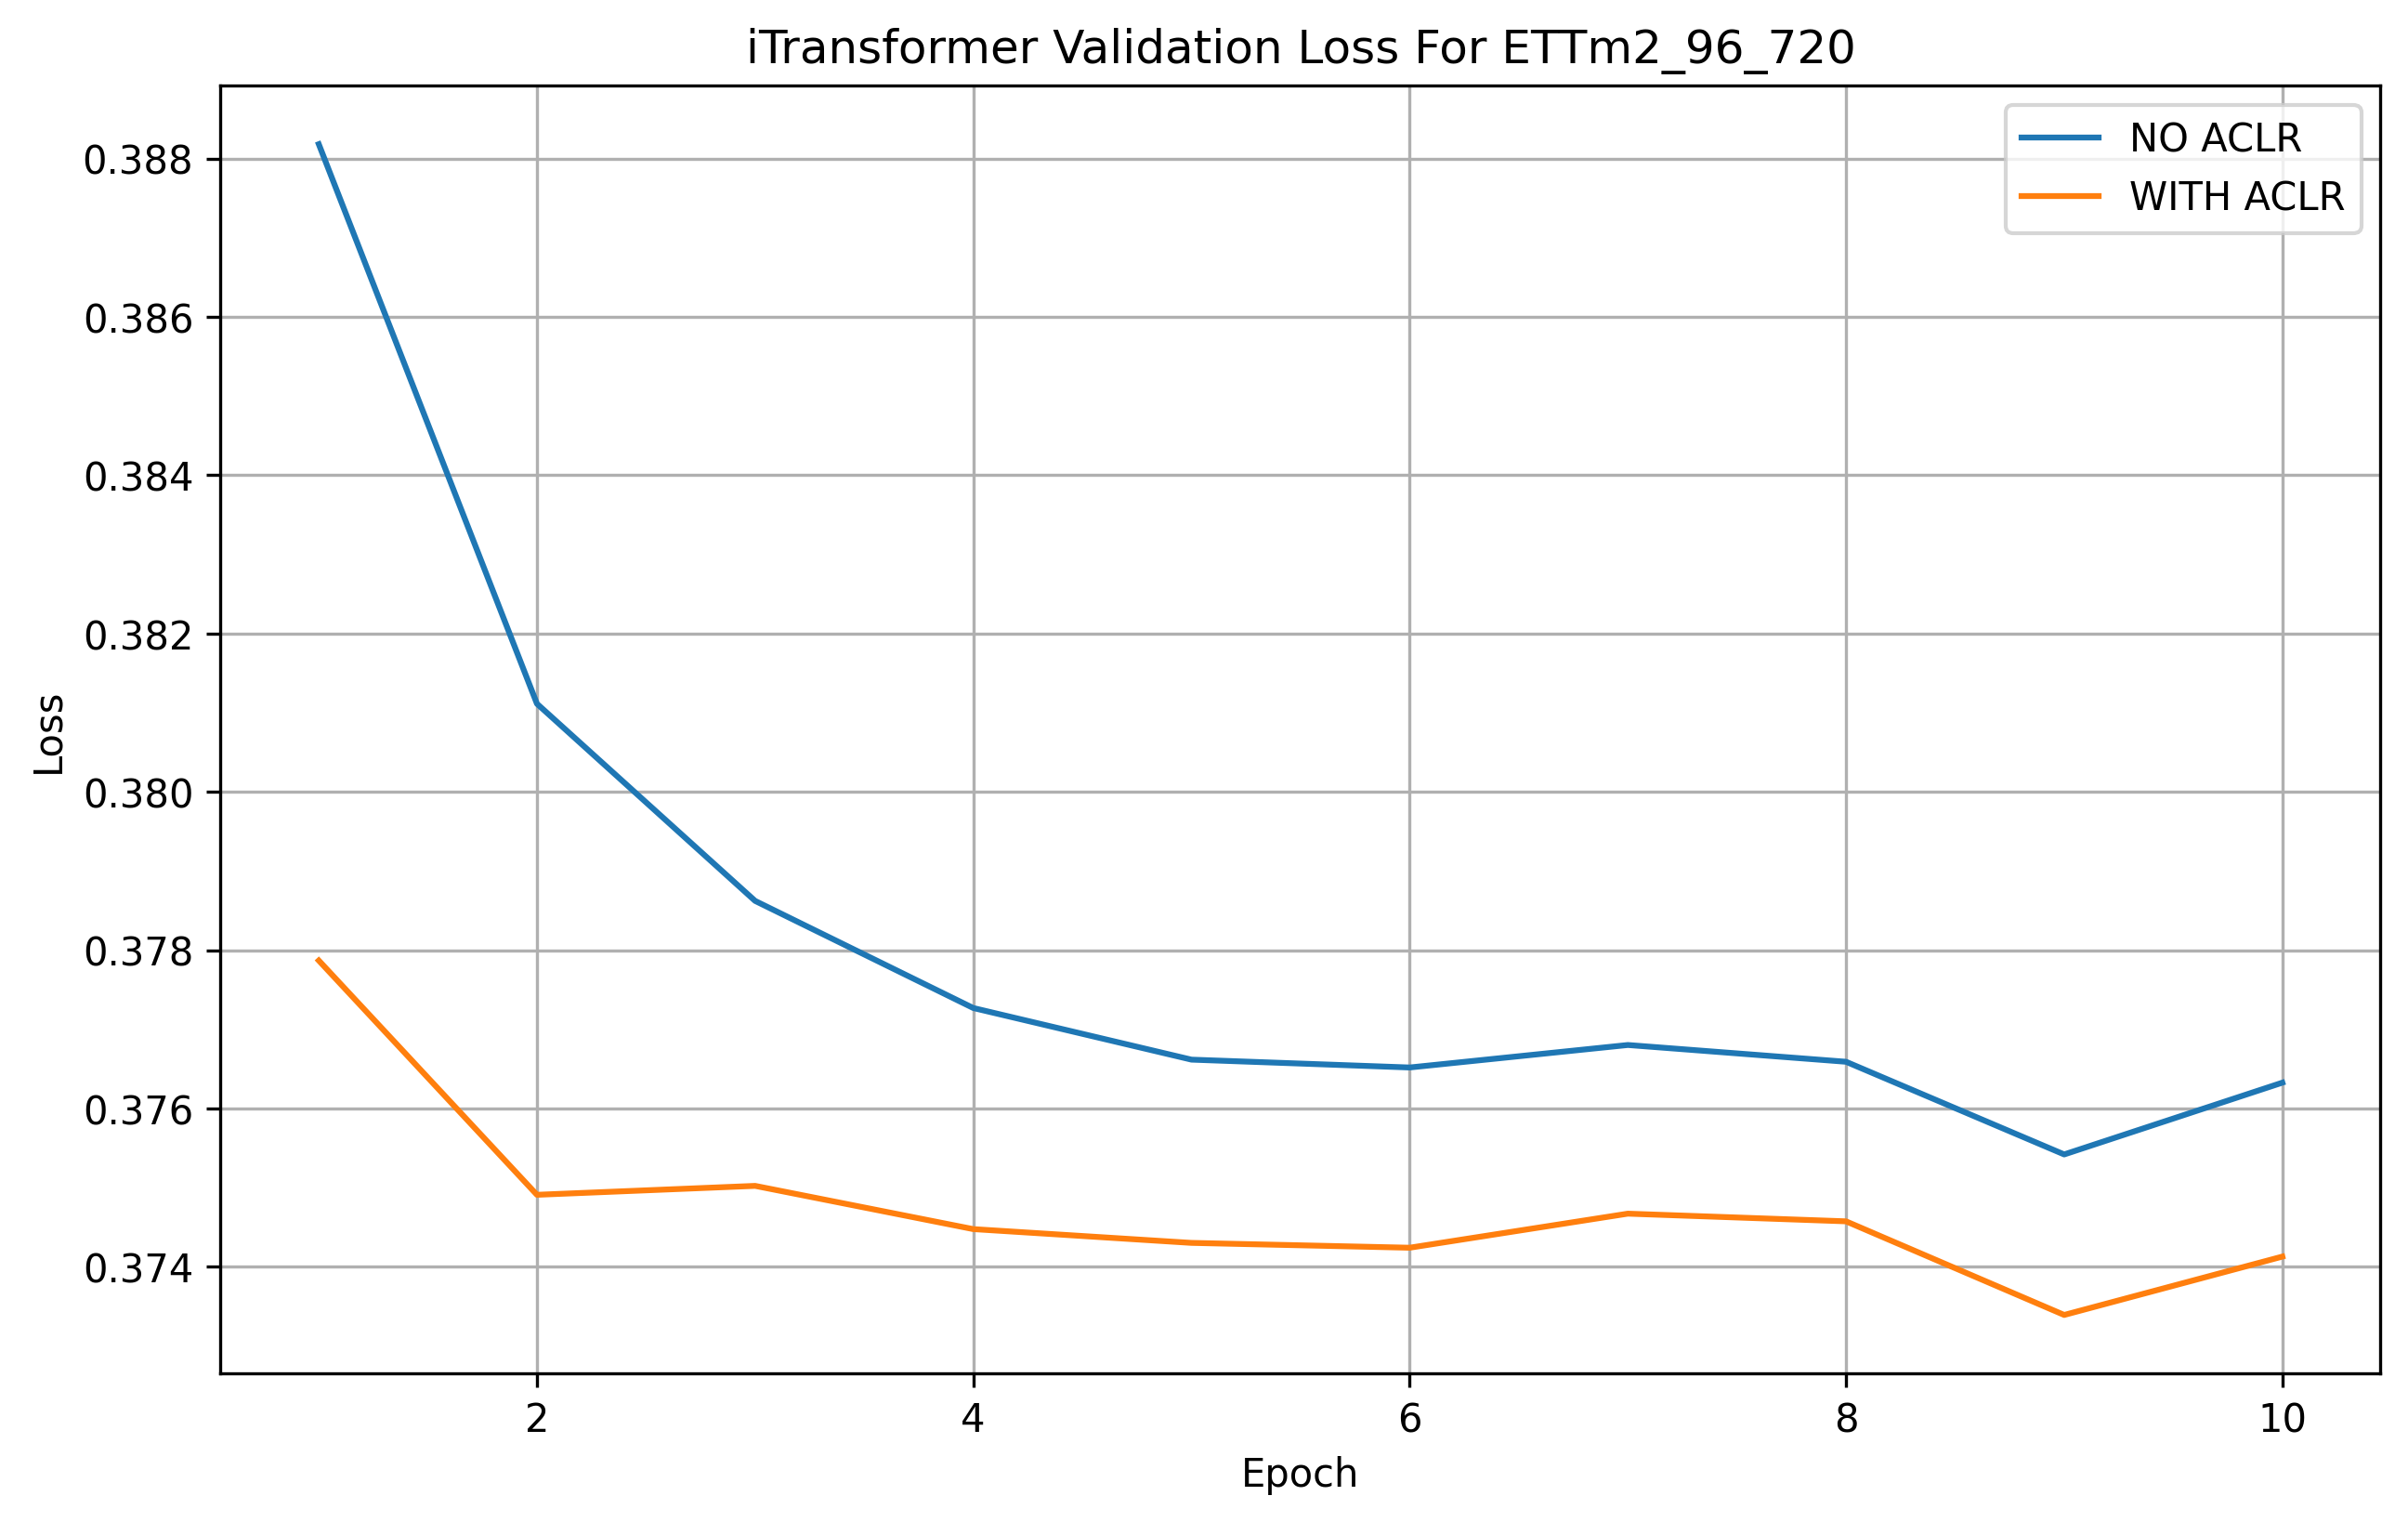 iTransformer Validation Loss For ETTm2_96_720
NO ACLR
WITH ACLR
0.388
0.386
0.384
0.382
0.380
0.378
0.376
0.374
Loss
2 4 6 8 10
Epoch